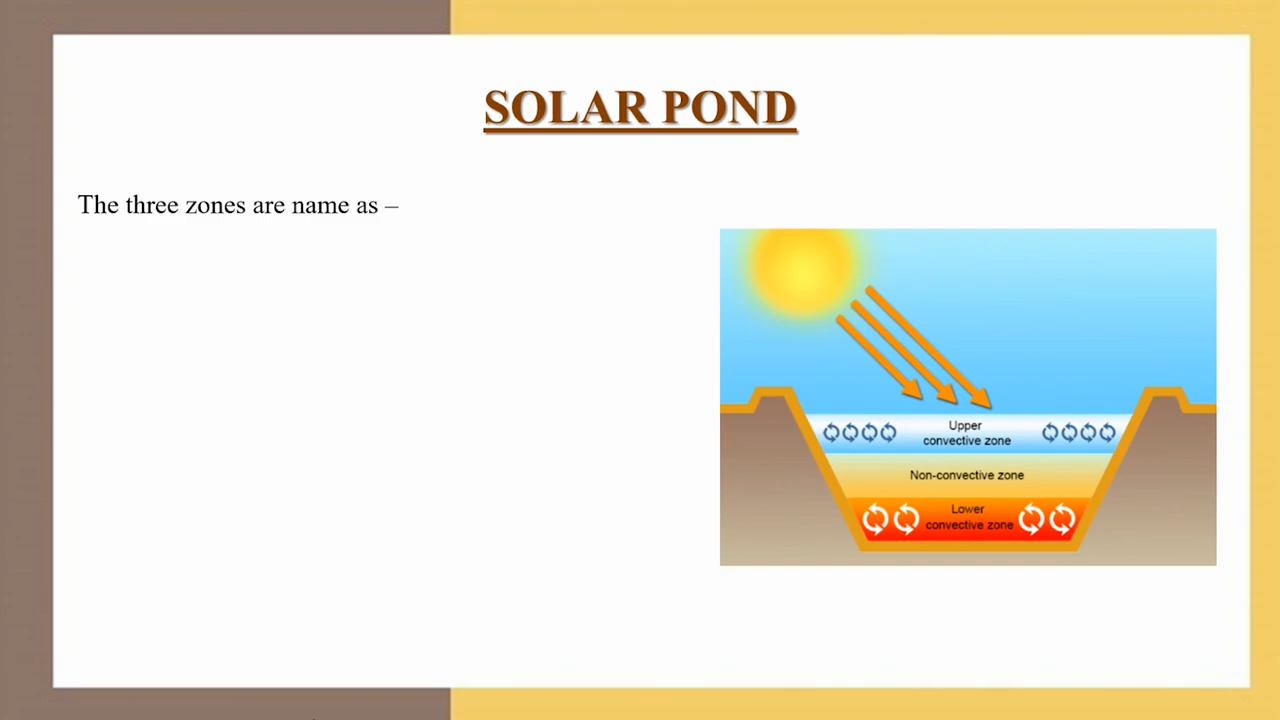 SOLAR POND
The three zones are name as –
Upper
convective zone
Non-convective zone
Lower
convective zone